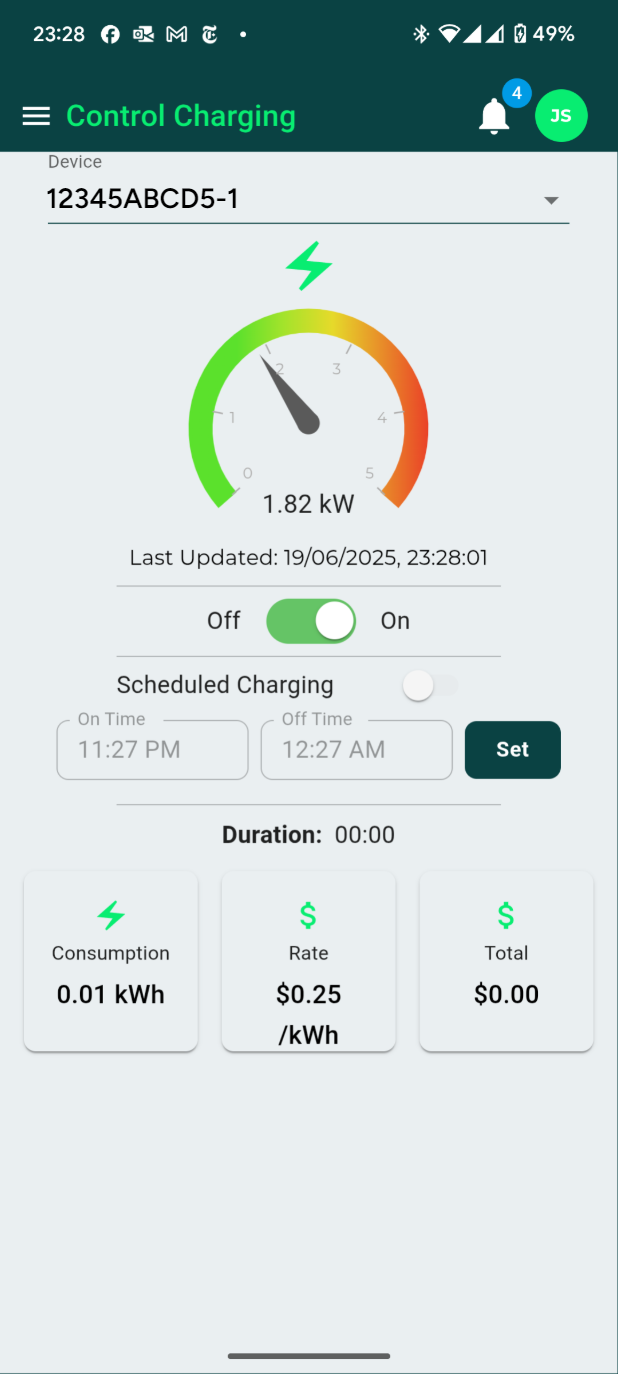 23:28 49%
Control Charging 4 JS
Device
12345ABCD5-1
2 3
1 4
0 5
1.82 kW
Last Updated: 19/06/2025, 23:28:01
Off On
Scheduled Charging
On Time Off Time
11:27 PM 12:27 AM Set
Duration: 00:00
$ $
Consumption Rate Total
0.01 kWh $0.25 $0.00
/kWh